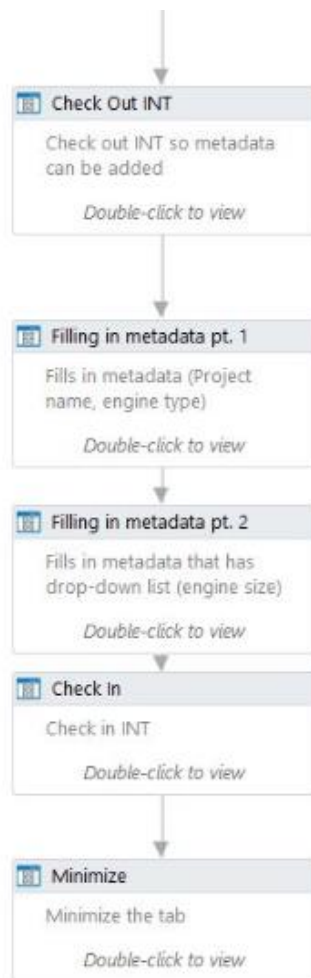 Check Out INT
Check out INT so metadata
can be added
Double-click to view
Filling in metadata pt. 1
Fills in metadata (Project
name, engine type)
Double-click to view
Filling in metadata pt. 2
Fills in metadata that has
drop-down list (engine size)
Double-click to view
Check In
Check in INT
Double-click to view
Minimize
Minimize the tab
Double-click to view